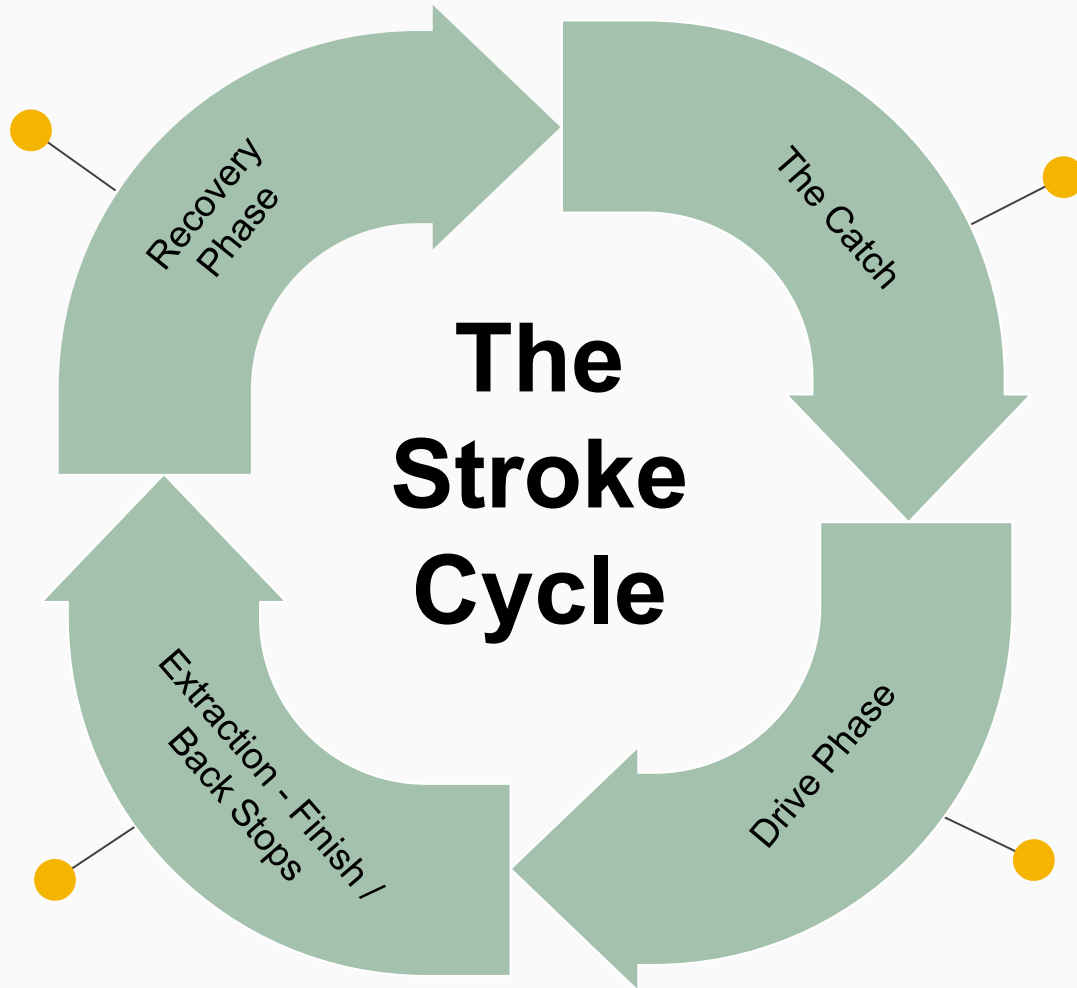 Recovery
Phase
The Catch
The
Stroke
Cycle
Extraction - Finish /
Back Stops
Drive Phase